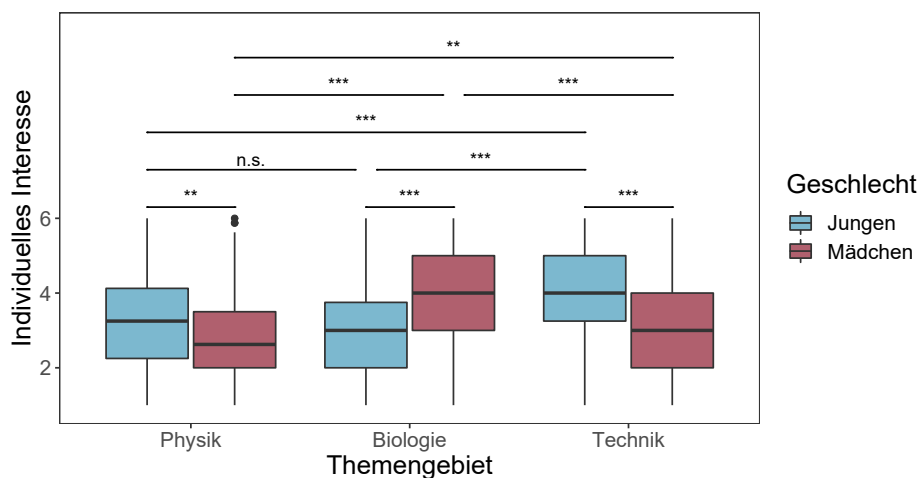 **
***
***
***
n.s.
***
**
***
***
Individuelles Interesse
6
4
2
Physik
Biologie
Technik
Themengebiet
Geschlecht
Jungen
Mädchen